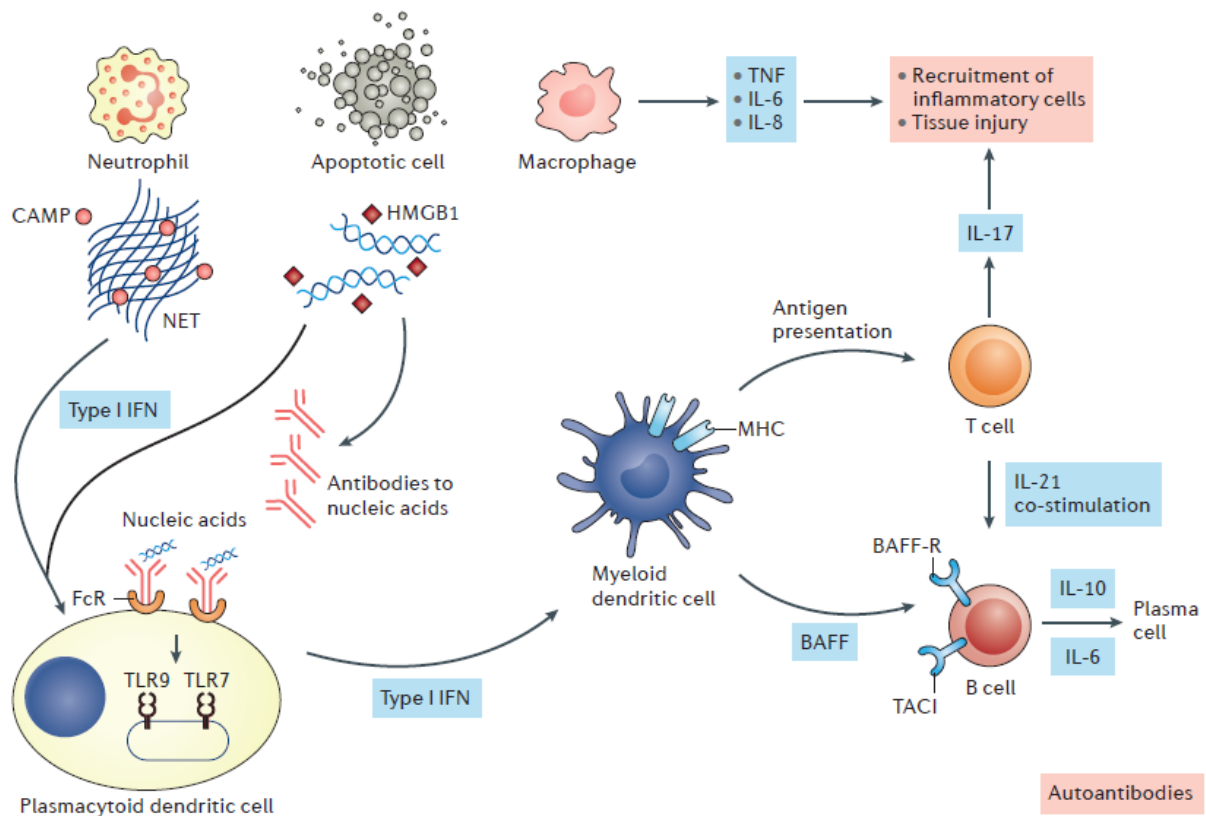 Neutrophil
CAMP
NET
Apoptotic cell
HMGB1
Type I IFN
Antibodies to
nucleic acids
Nucleic acids
FcR
TLR9 TLR7
Plasmacytoid dendritic cell
Type I IFN
Macrophage
• TNF
• IL-6
• IL-8
• Recruitment of
inflammatory cells
• Tissue injury
IL-17
Antigen
presentation
T cell
MHC
Myeloid
dendritic cell
IL-21
co-stimulation
BAFF
BAFF-R
TACI
B cell
IL-10
IL-6
Plasma
cell
Autoantibodies